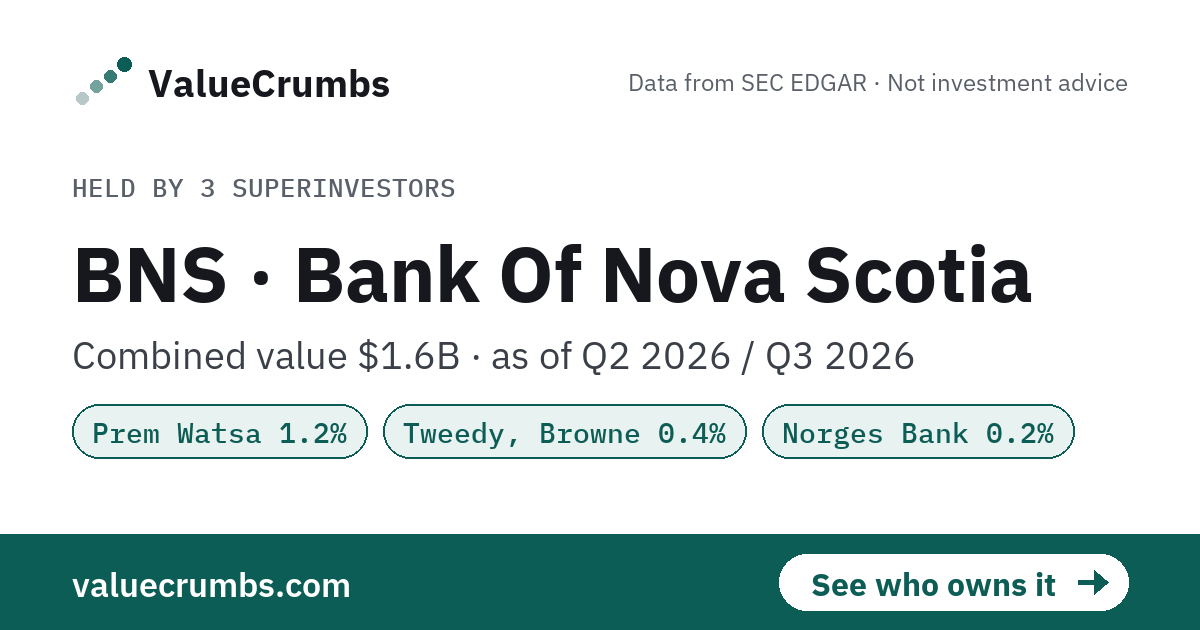 ValueCrumbs
Data from SEC EDGAR · Not investment advice
HELD BY 3 SUPERINVESTORS
BNS · Bank Of Nova Scotia
Combined value $1.6B · as of Q2 2026 / Q3 2026
Prem Watsa 1.2% Tweedy, Browne 0.4% Norges Bank 0.2%
valuecrumbs.com
See who owns it →